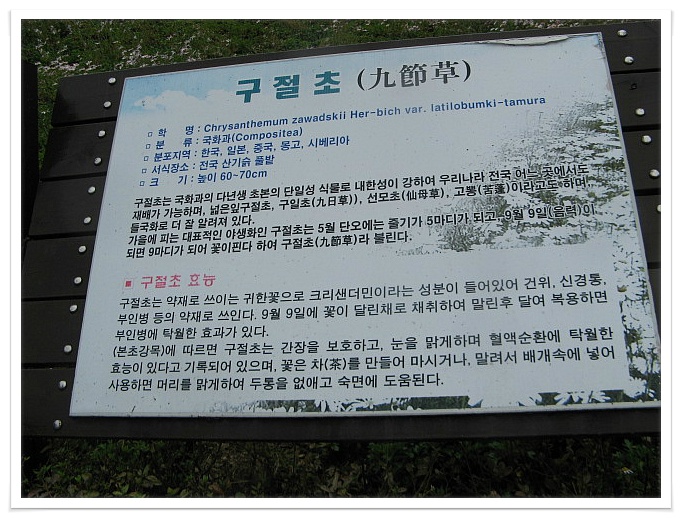 구절초 (九節草)
▫ 학 명 : Chrysanthemum zawadskii Her-bich var. latilobumki-tamura
▫ 분 류 : 국화과(Compositea)
▫ 분포지역 : 한국, 일본, 중국, 몽고, 시베리아
▫ 서식장소 : 전국 산기슭 풀밭
▫ 크 기 : 높이 60~70cm
구절초는 국화과의 다년생 초본의 단일성 식물로 내한성이 강하여 우리나라 전국 어느 곳에서도
재배가 가능하며, 넓은잎구절초, 구일초(九日草)), 선모초(仙母草), 고뽕(苦蓬)이라고도 하며,
들국화로 더 잘 알려져 있다.
가을에 피는 대표적인 야생화인 구절초는 5월 단오에는 줄기가 5마디가 되고, 9월 9일(음력)이
되면 9마디가 되어 꽃이핀다 하여 구절초(九節草)라 불린다.
▣ 구절초 효능
구절초는 약재로 쓰이는 귀한꽃으로 크리샌더민이라는 성분이 들어있어 건위, 신경통,
부인병 등의 약재로 쓰인다. 9월 9일에 꽃이 달린채로 채취하여 말린후 달여 복용하면
부인병에 탁월한 효과가 있다.
(본초강목)에 따르면 구절초는 간장을 보호하고, 눈을 맑게하며 혈액순환에 탁월한
효능이 있다고 기록되어 있으며, 꽃은 차(茶)를 만들어 마시거나, 말려서 배개속에 넣어
사용하면 머리를 맑게하여 두통을 없애고 숙면에 도움된다.